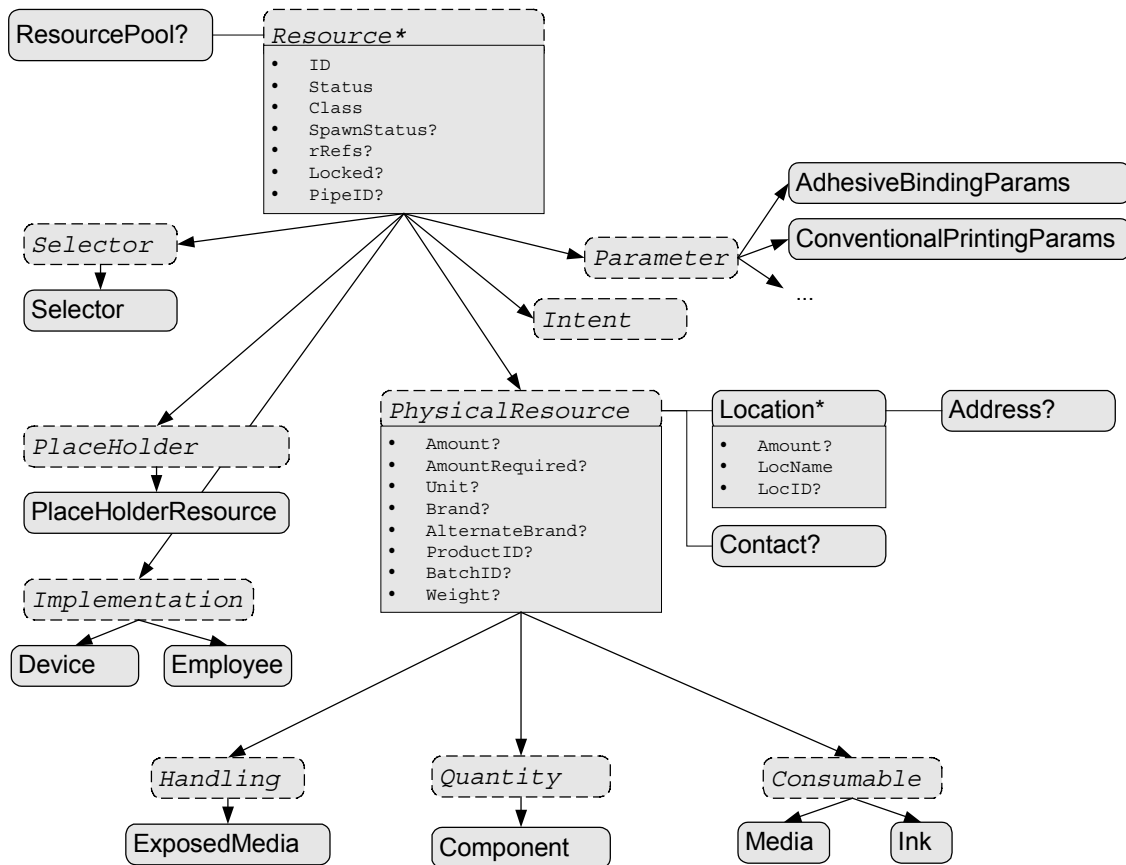 ResourcePool?
Resource*
• ID
• Status
• Class
• SpawnStatus?
• rRefs?
• Locked?
• PipeID?
AdhesiveBindingParams
Selector
Parameter
ConventionalPrintingParams
...
Selector
Intent
PhysicalResource
Location*
Address?
PlaceHolder
• Amount?
• AmountRequired?
• Unit?
• Brand?
• AlternateBrand?
• ProductID?
• BatchID?
• Weight?
• Amount?
• LocName
• LocID?
PlaceHolderResource
Contact?
Implementation
Device
Employee
Handling
Quantity
Consumable
ExposedMedia
Component
Media
Ink